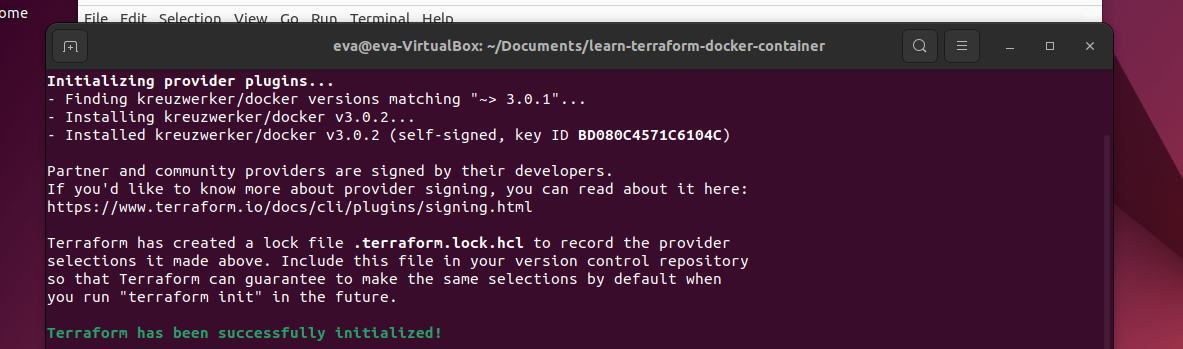 ome
File Edit Selection View Go Run Terminal Help
eva@eva-VirtualBox: ~/Documents/learn-terraform-docker-container
Initializing provider plugins...
- Finding kreuzwerker/docker versions matching "~> 3.0.1"...
- Installing kreuzwerker/docker v3.0.2...
- Installed kreuzwerker/docker v3.0.2 (self-signed, key ID BD080C4571C6104C)
Partner and community providers are signed by their developers.
If you'd like to know more about provider signing, you can read about it here:
https://www.terraform.io/docs/cli/plugins/signing.html
Terraform has created a lock file .terraform.lock.hcl to record the provider
selections it made above. Include this file in your version control repository
so that Terraform can guarantee to make the same selections by default when
you run "terraform init" in the future.
Terraform has been successfully initialized!